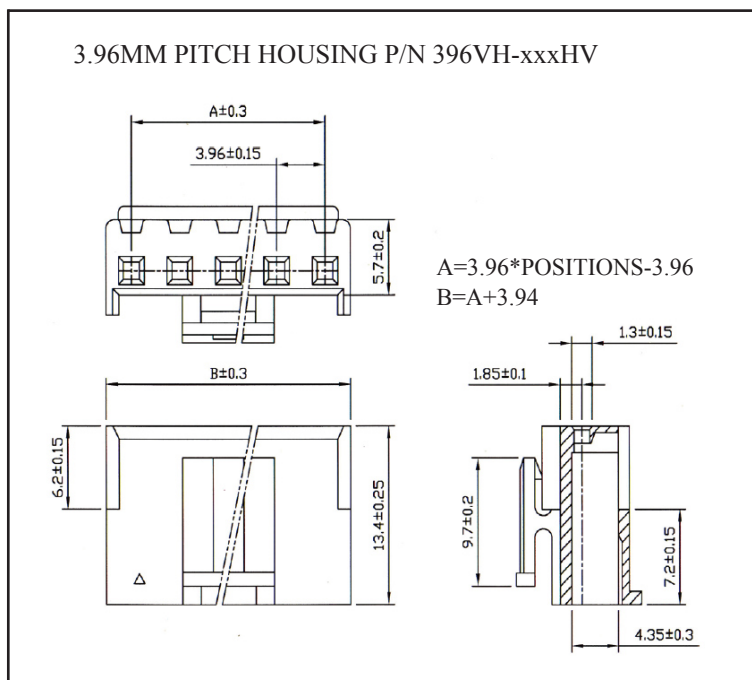 3.96MM PITCH HOUSING P/N 396VH-xxxHV
A±0.3
3.96±0.15
5.7±0.2
A=3.96*POSITIONS-3.96
B=A+3.94
1.3±0.15
1.85±0.1
B±0.3
6.2±0.15
13.4±0.25
9.7±0.2
7.2±0.15
4.35±0.3